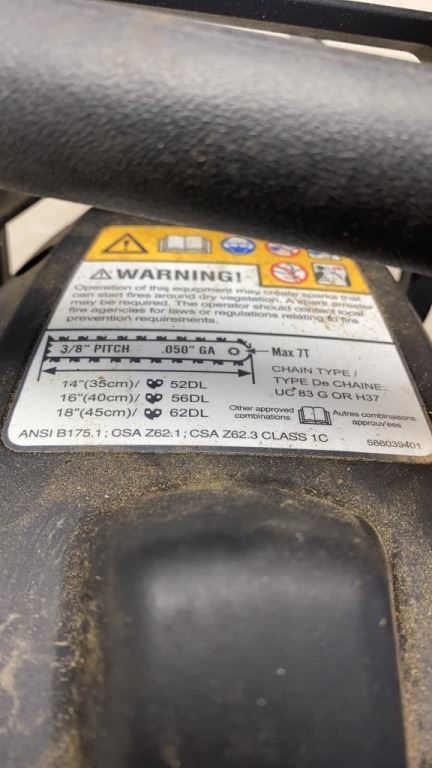 WARNING!
Operation of this equipment may create sparks that
can start fires around dry vegetation. A spark arrester
may be required. The operator should contact local
fire agencies for laws or regulations relating to fire
prevention requirements.
3/8" PITCH .050" GA Max 7T
CHAIN TYPE /
TYPE De CHAINE:
UC 83 G OR H37
14"(35cm)/ 52DL
16"(40cm)/ 56DL
18"(45cm)/ 62DL
Other approved combinations
Autres combinaisons approuv'ees
ANSI B175.1; CSA Z62.1; CSA Z62.3 CLASS 1C
586039401